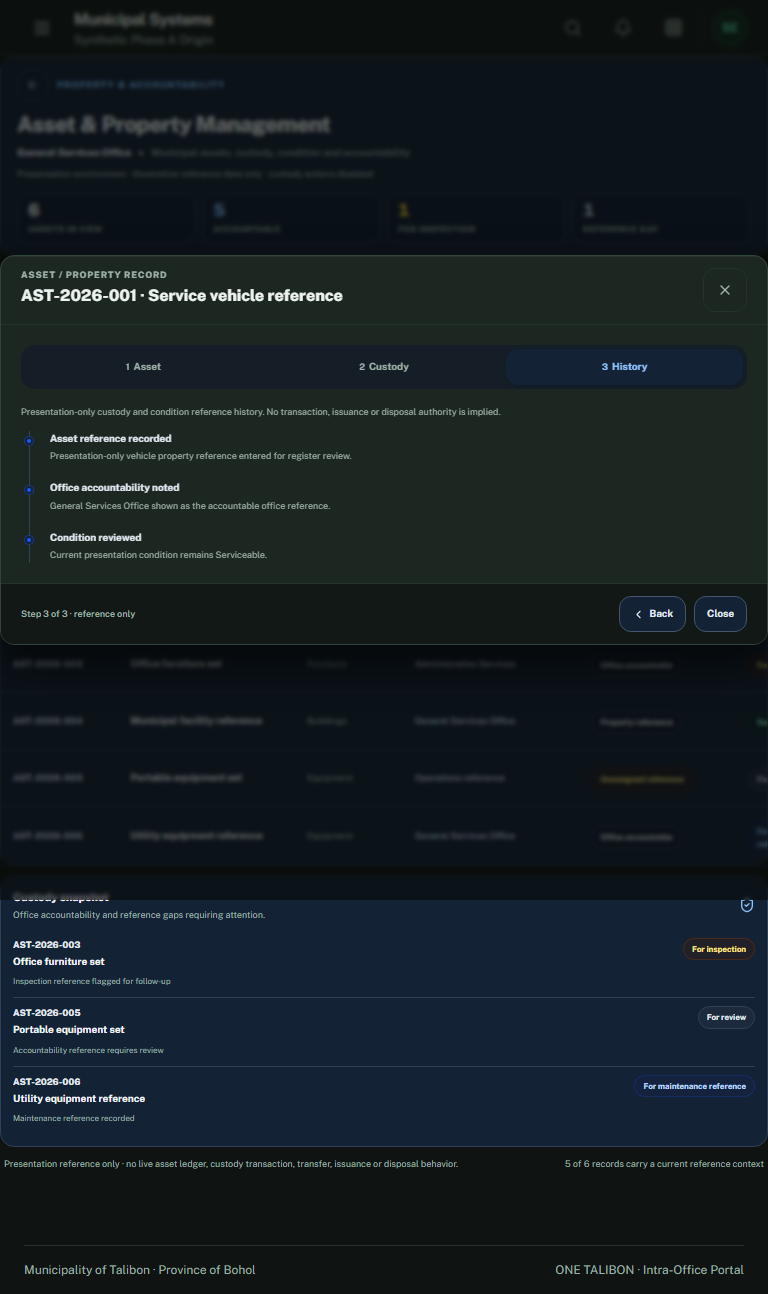 Municipal Systems
Synthetic Phase A Origin
PROPERTY & ACCOUNTABILITY
Asset & Property Management
General Services Office • Municipal assets, custody, condition and accountability
6
ASSETS IN VIEW
5
ACCOUNTABLE
1
FOR INSPECTION
1
ASSET / PROPERTY RECORD
AST-2026-001 · Service vehicle reference
1 Asset
2 Custody
3 History
Presentation-only custody and condition reference history. No transaction, issuance or disposal authority is implied.
Asset reference recorded
Presentation-only vehicle property reference entered for register review.
Office accountability noted
General Services Office shown as the accountable office reference.
Condition reviewed
Current presentation condition remains Serviceable.
Step 3 of 3 · reference only
Back
Close
AST-2026-003 Office furniture set Furniture Administrative Services Office accountable
AST-2026-004 Municipal facility reference Buildings General Services Office Property reference
AST-2026-005 Portable equipment set Equipment Operations reference
AST-2026-006 Utility equipment reference Equipment General Services Office Office accountable
Custody snapshot
Office accountability and reference gaps requiring attention.
AST-2026-003
For inspection
Office furniture set
Inspection reference flagged for follow-up
AST-2026-005
For review
Portable equipment set
Accountability reference requires review
AST-2026-006
For maintenance reference
Utility equipment reference
Maintenance reference recorded
Presentation reference only · no live asset ledger, custody transaction, transfer, issuance or disposal behavior.
5 of 6 records carry a current reference context
Municipality of Talibon · Province of Bohol
ONE TALIBON · Intra-Office Portal